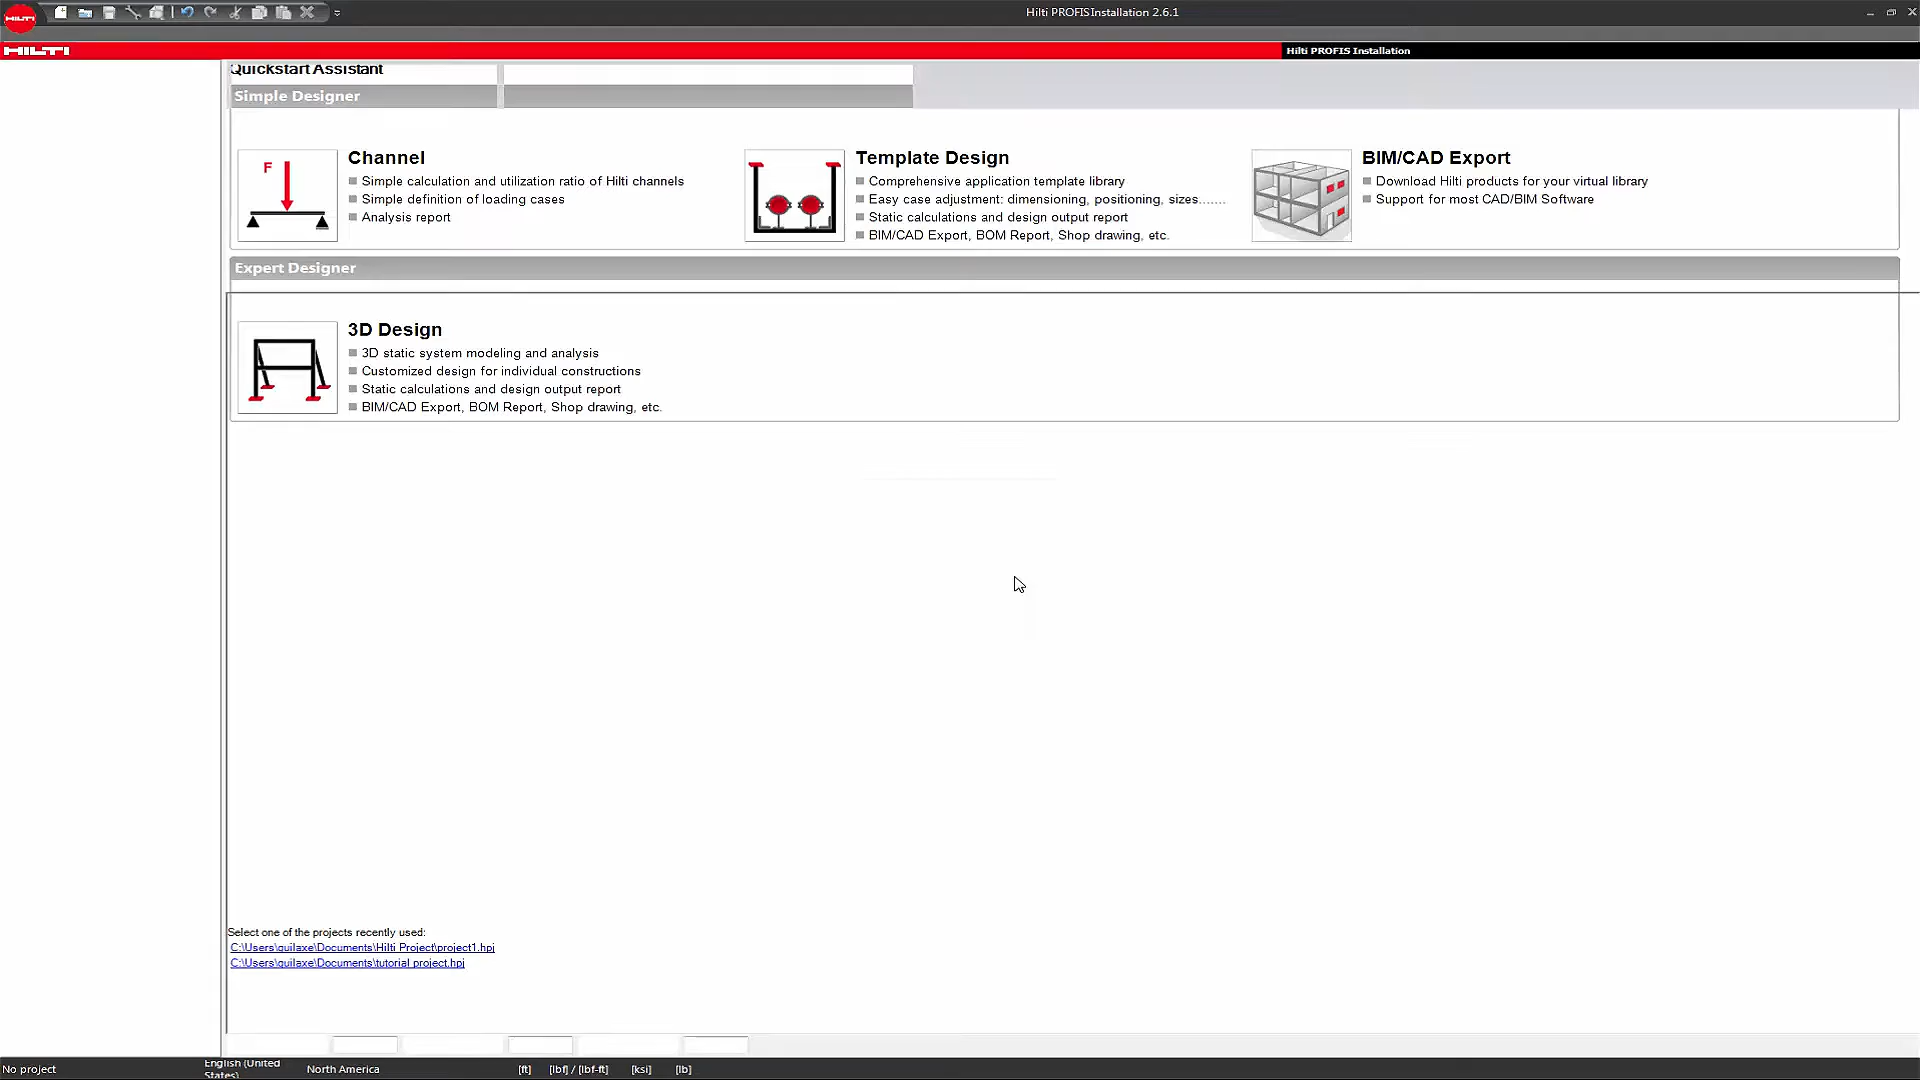 HILTI
Hilti PROFIS Installation 2.6.1
HILTI
Hilti PROFIS Installation
Quickstart Assistant
Simple Designer
F
Channel
Simple calculation and utilization ratio of Hilti channels
Simple definition of loading cases
Analysis report
Template Design
Comprehensive application template library
Easy case adjustment: dimensioning, positioning, sizes.......
Static calculations and design output report
BIM/CAD Export, BOM Report, Shop drawing, etc.
BIM/CAD Export
Download Hilti products for your virtual library
Support for most CAD/BIM Software
Expert Designer
3D Design
3D static system modeling and analysis
Customized design for individual constructions
Static calculations and design output report
BIM/CAD Export, BOM Report, Shop drawing, etc.
Select one of the projects recently used:
C:\Users\guilaxe\Documents\Hilti Project\project1.hpj
C:\Users\guilaxe\Documents\tutorial project.hpj
No project
English (United
States)
North America
[ft]
[lbf] / [lbf-ft]
[ksi]
[lb]